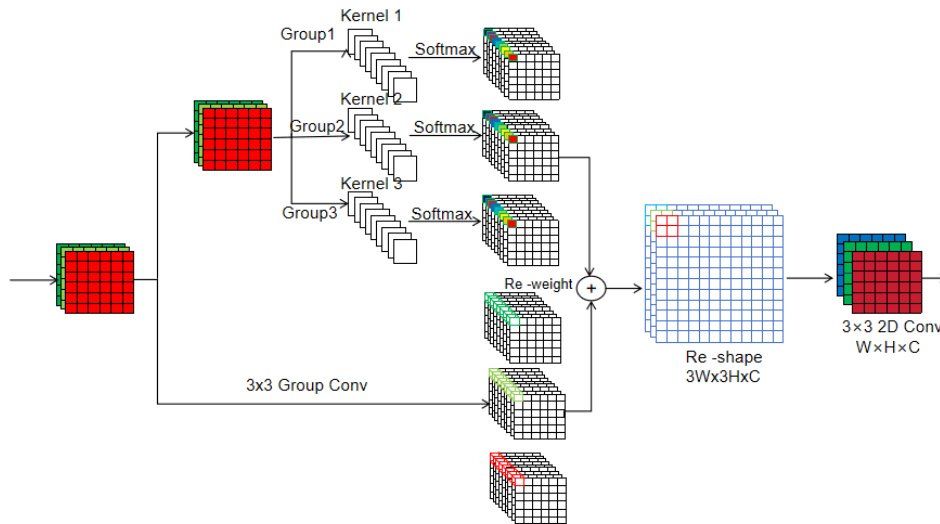 Kernel 1
Group1
Softmax
Kernel 2
Group2
Softmax
Kernel 3
Group3
Softmax
Re -weight
+
3x3 Group Conv
Re -shape
3Wx3HxC
3×3 2D Conv
W×H×C